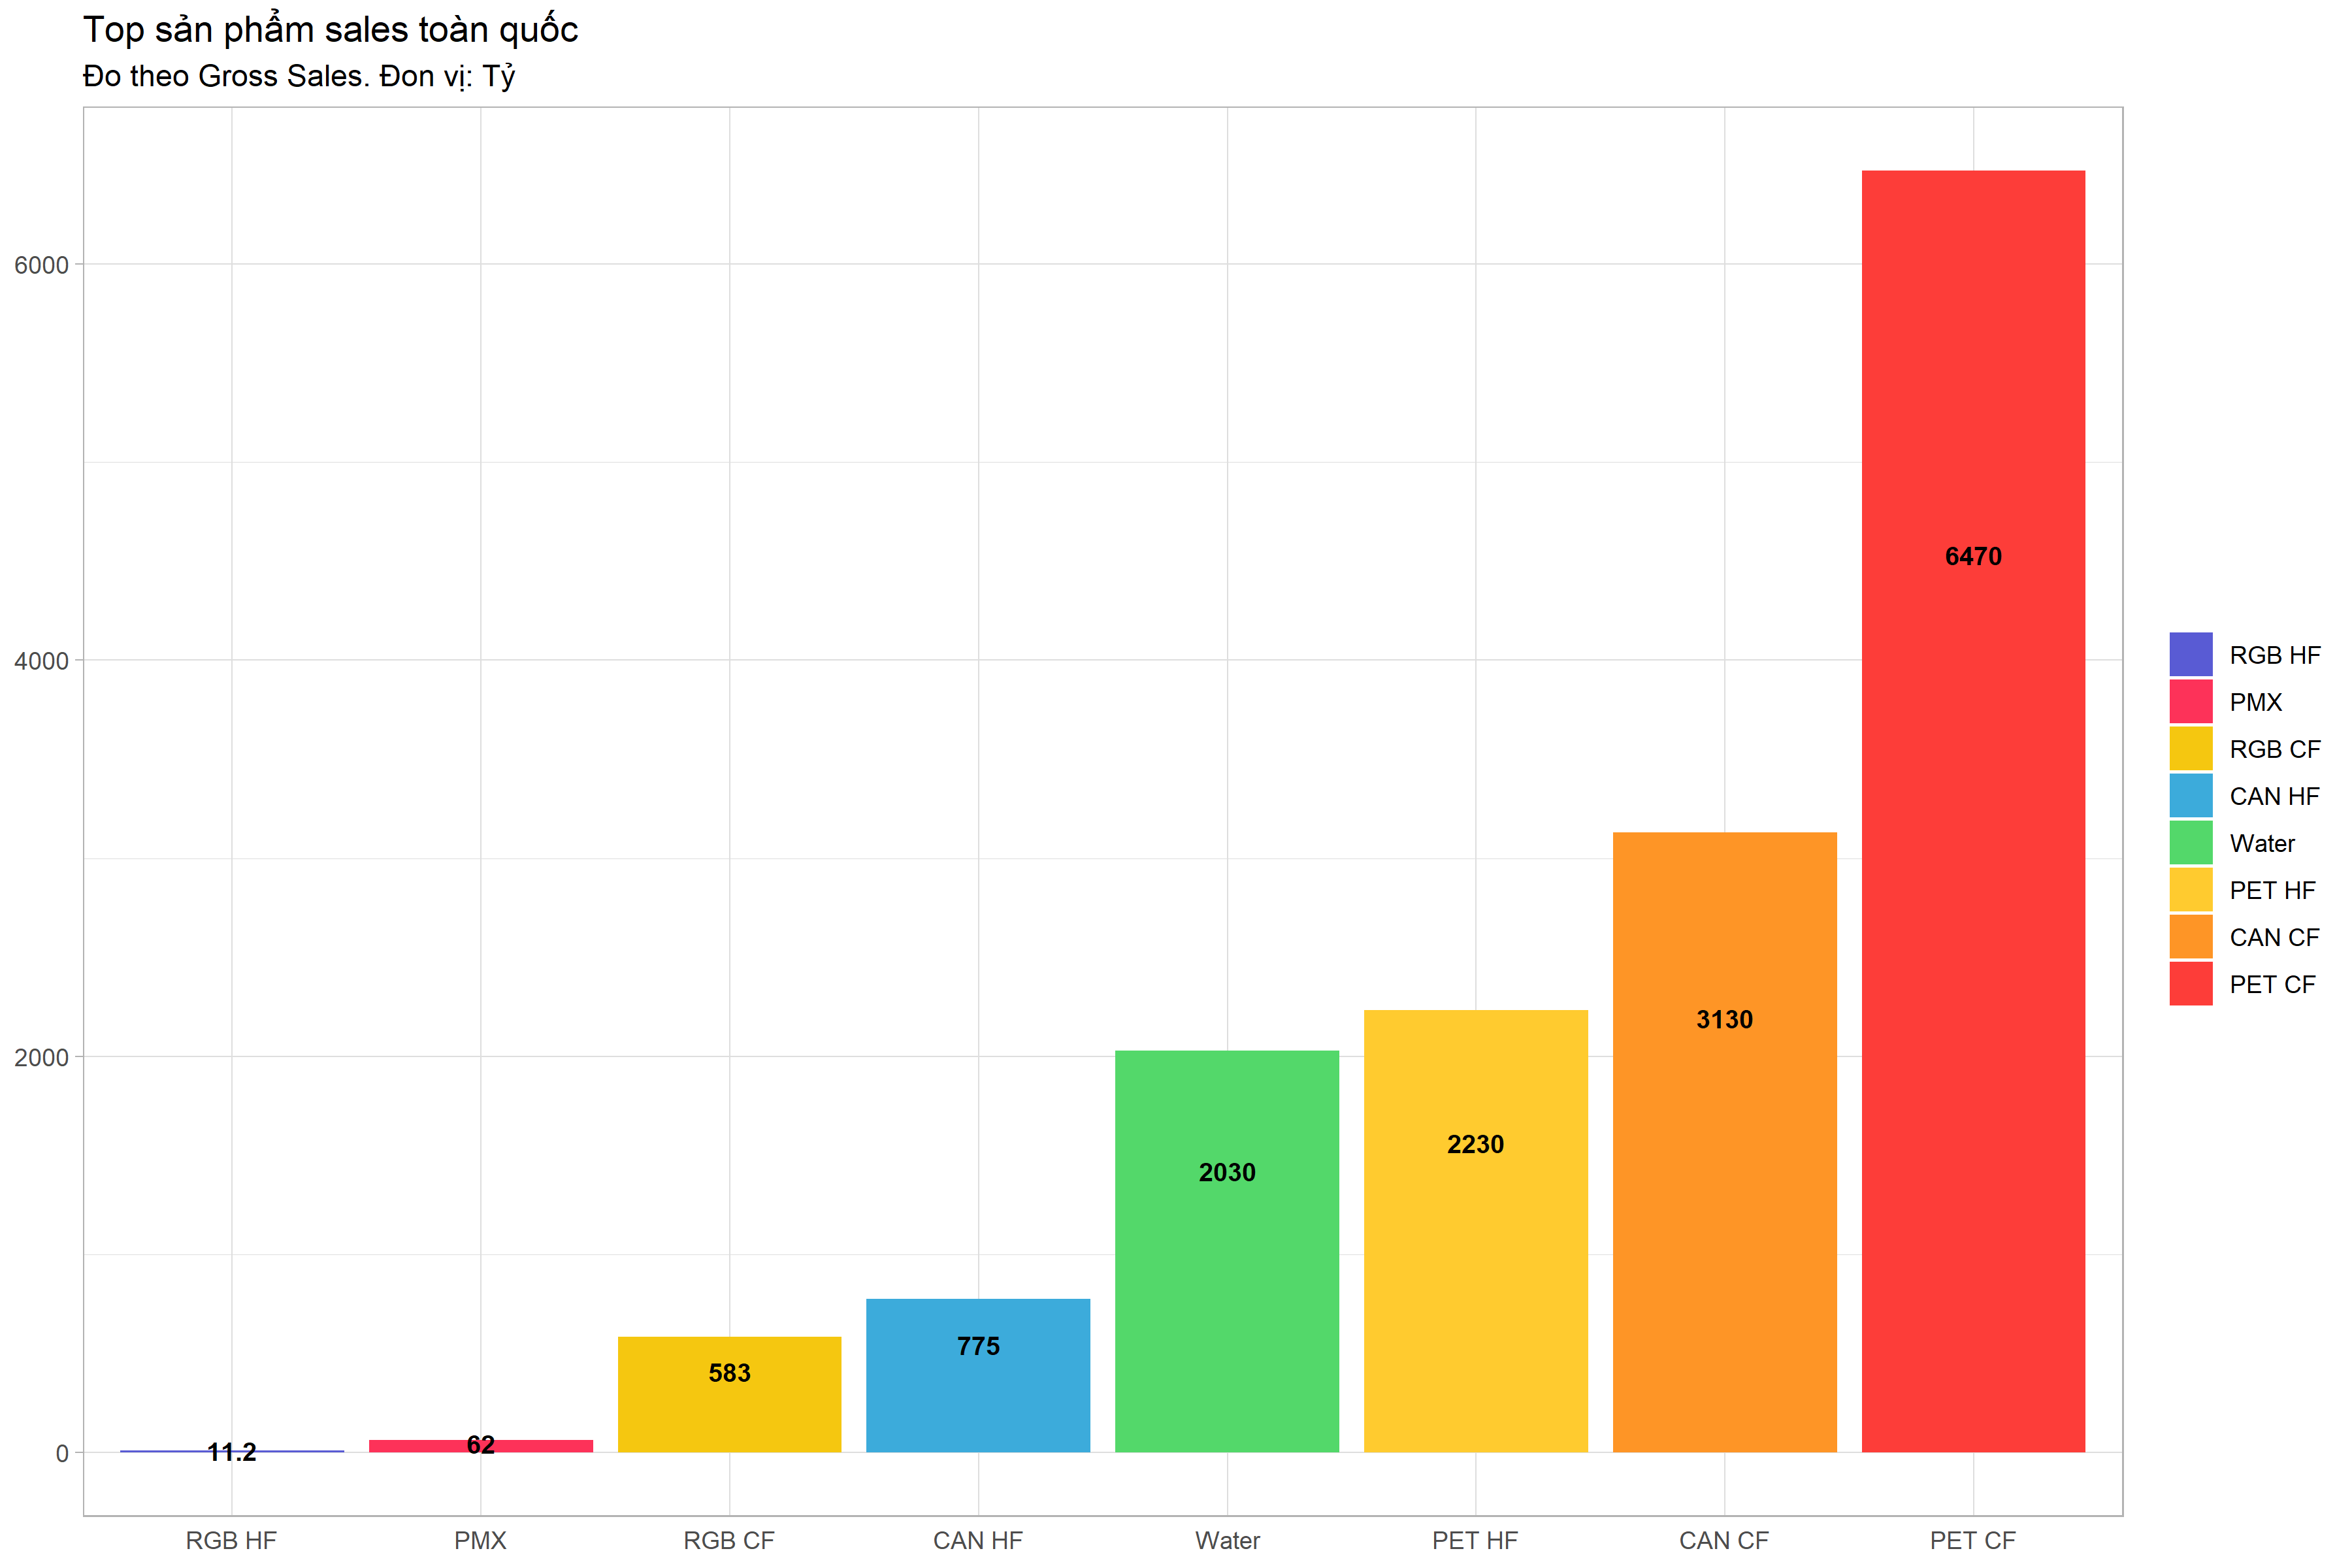 Top sản phẩm sales toàn quốc
Đo theo Gross Sales. Đon vị: Tỷ
6000
4000
2000
0
11.2
62
583
775
2030
2230
3130
6470
RGB HF
PMX
RGB CF
CAN HF
Water
PET HF
CAN CF
PET CF
RGB HF
PMX
RGB CF
CAN HF
Water
PET HF
CAN CF
PET CF